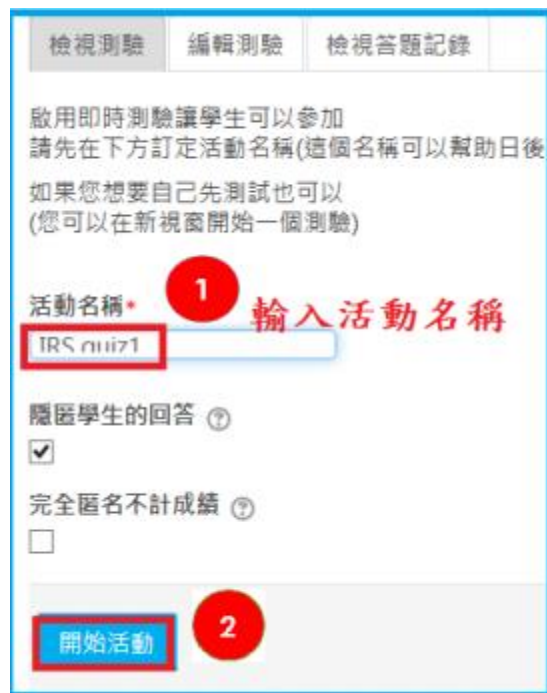 檢視測驗 編輯測驗 檢視答題記錄
啟用即時測驗讓學生可以參加
請先在下方訂定活動名稱(這個名稱可以幫助日後
如果您想要自己先測試也可以
(您可以在新視窗開始一個測驗)
活動名稱* 1 輸入活動名稱
IRS quiz1
隱匿學生的回答 ?
完全匿名不計成績 ?
開始活動 2